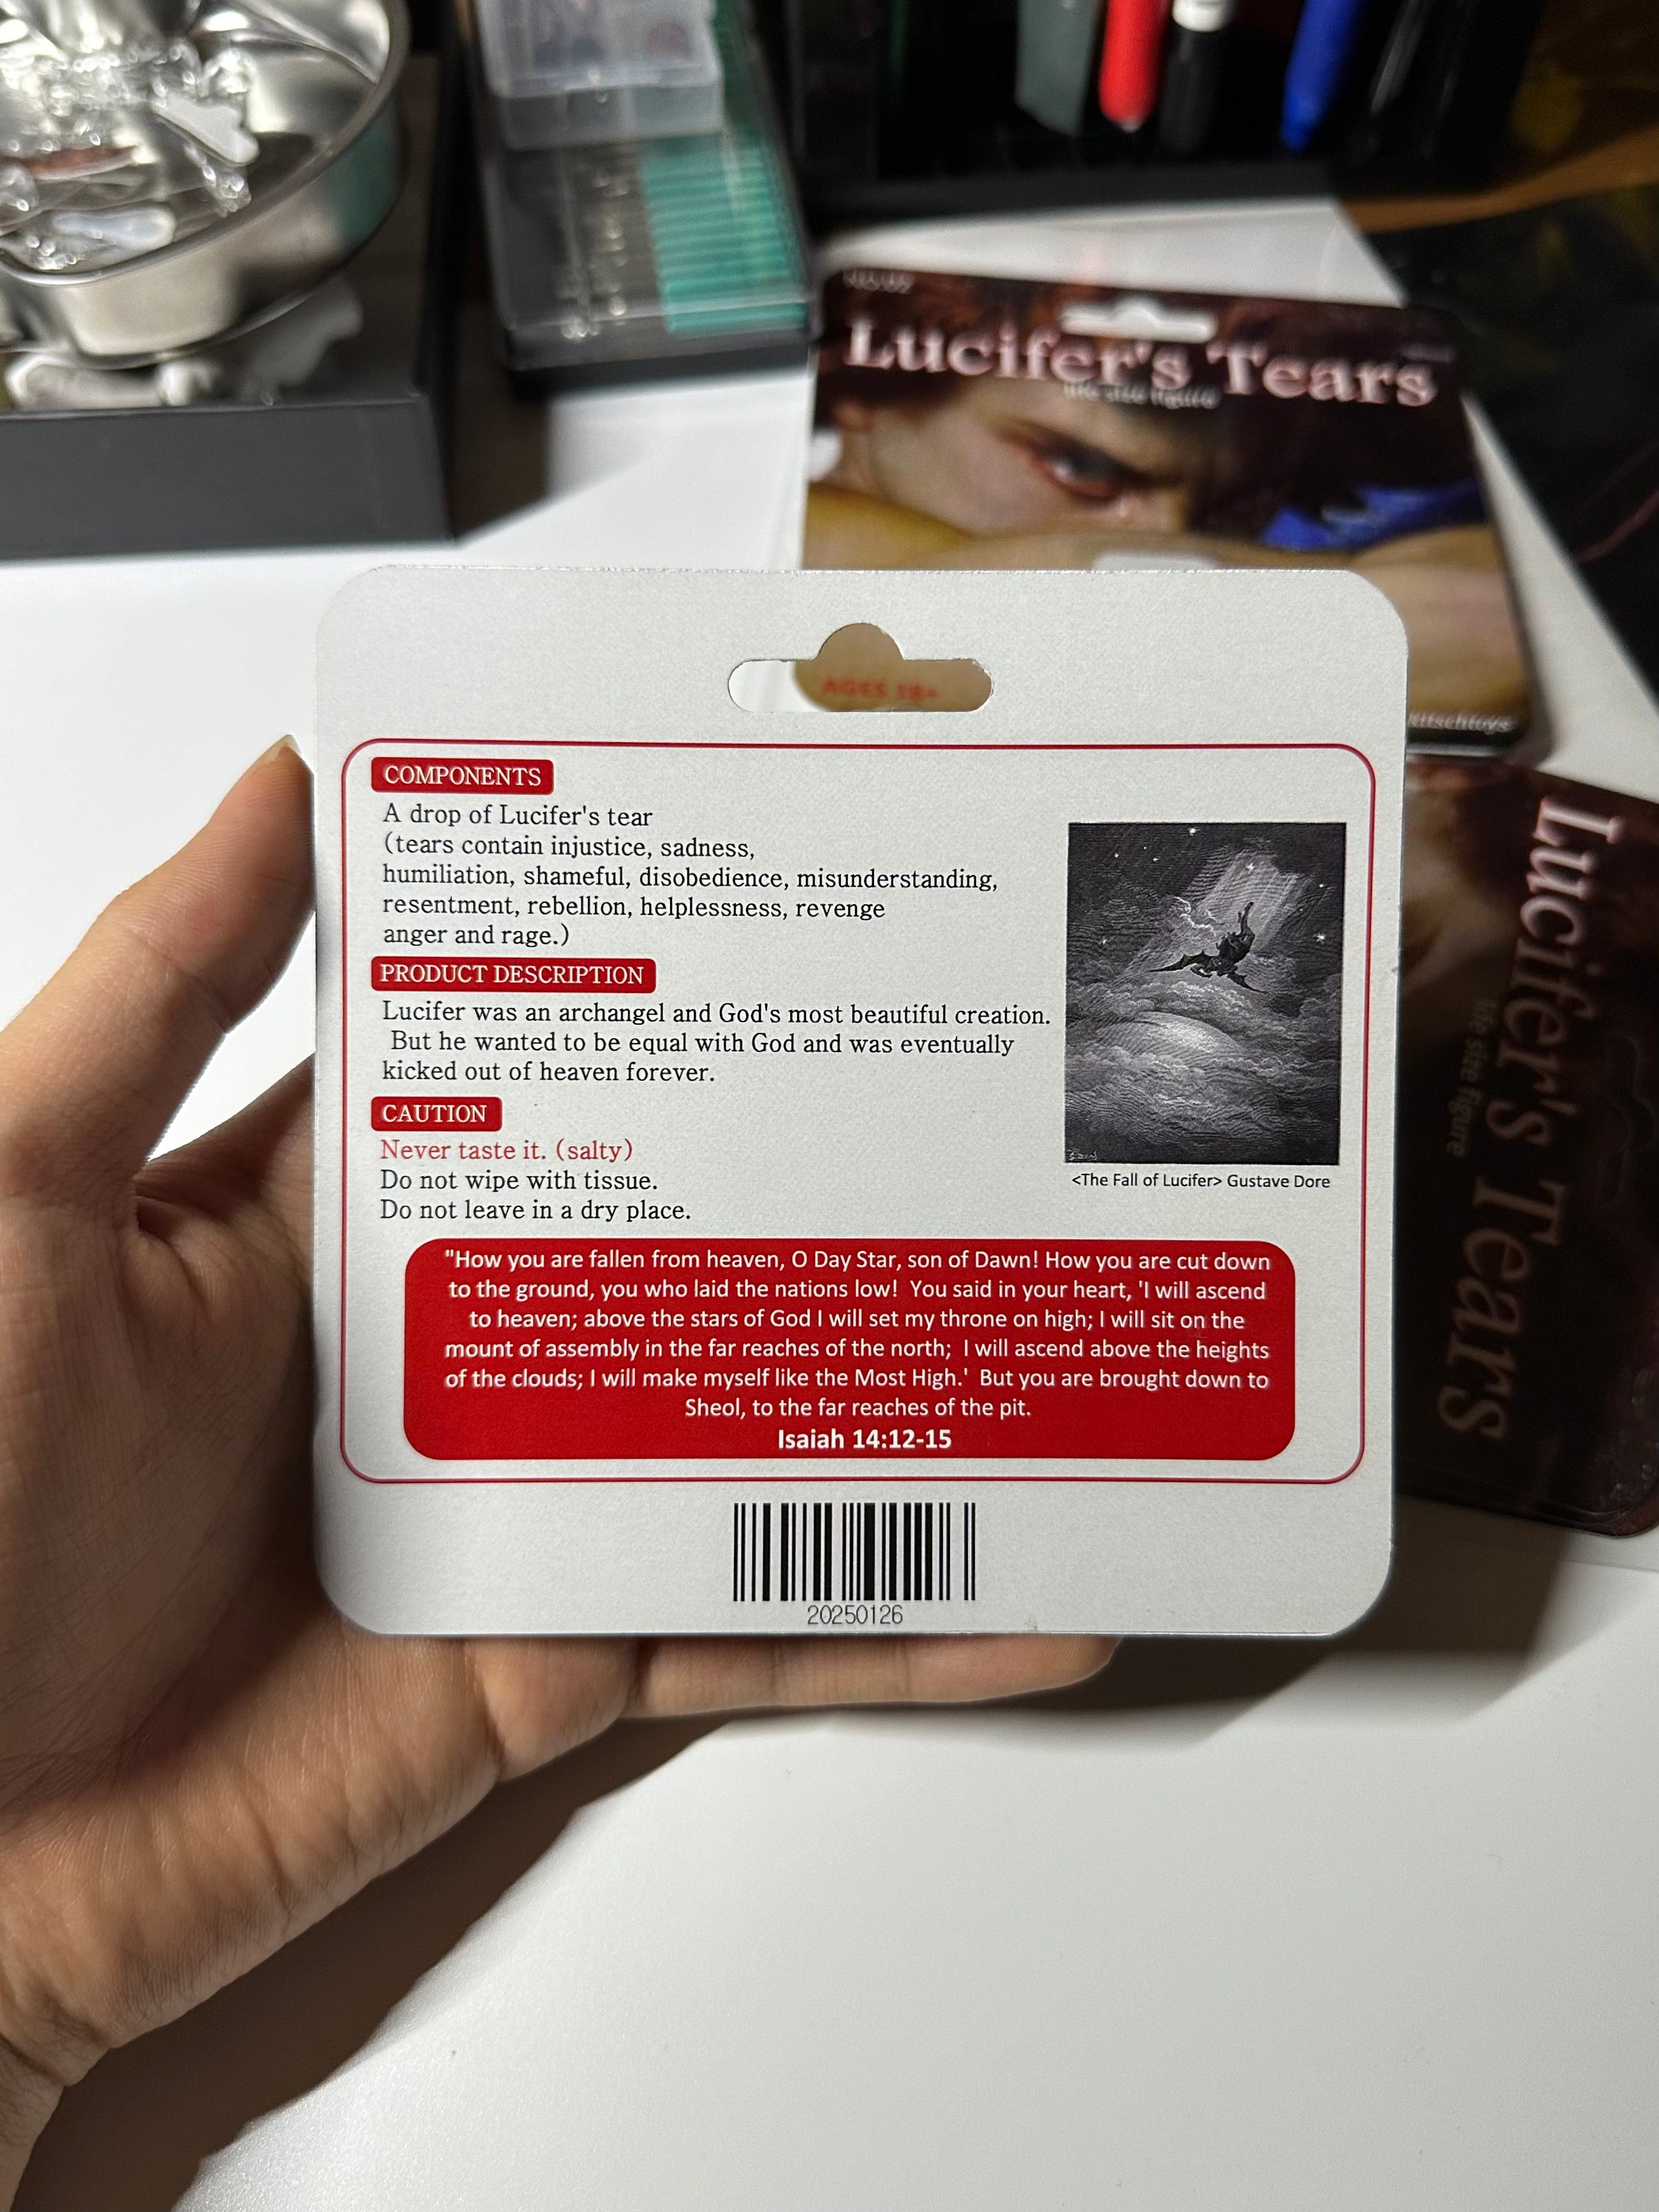 Lucifer's Tears
life size figure
AGES 18+
kitschtoys
COMPONENTS
A drop of Lucifer's tear
(tears contain injustice, sadness,
humiliation, shameful, disobedience, misunderstanding,
resentment, rebellion, helplessness, revenge
anger and rage.)
PRODUCT DESCRIPTION
Lucifer was an archangel and God's most beautiful creation.
But he wanted to be equal with God and was eventually
kicked out of heaven forever.
CAUTION
Never taste it. (salty)
Do not wipe with tissue.
Do not leave in a dry place.
<The Fall of Lucifer> Gustave Dore
"How you are fallen from heaven, O Day Star, son of Dawn! How you are cut down
to the ground, you who laid the nations low! You said in your heart, 'I will ascend
to heaven; above the stars of God I will set my throne on high; I will sit on the
mount of assembly in the far reaches of the north; I will ascend above the heights
of the clouds; I will make myself like the Most High.' But you are brought down to
Sheol, to the far reaches of the pit.
Isaiah 14:12-15
20250126
Lucifer's Tears
life size figure